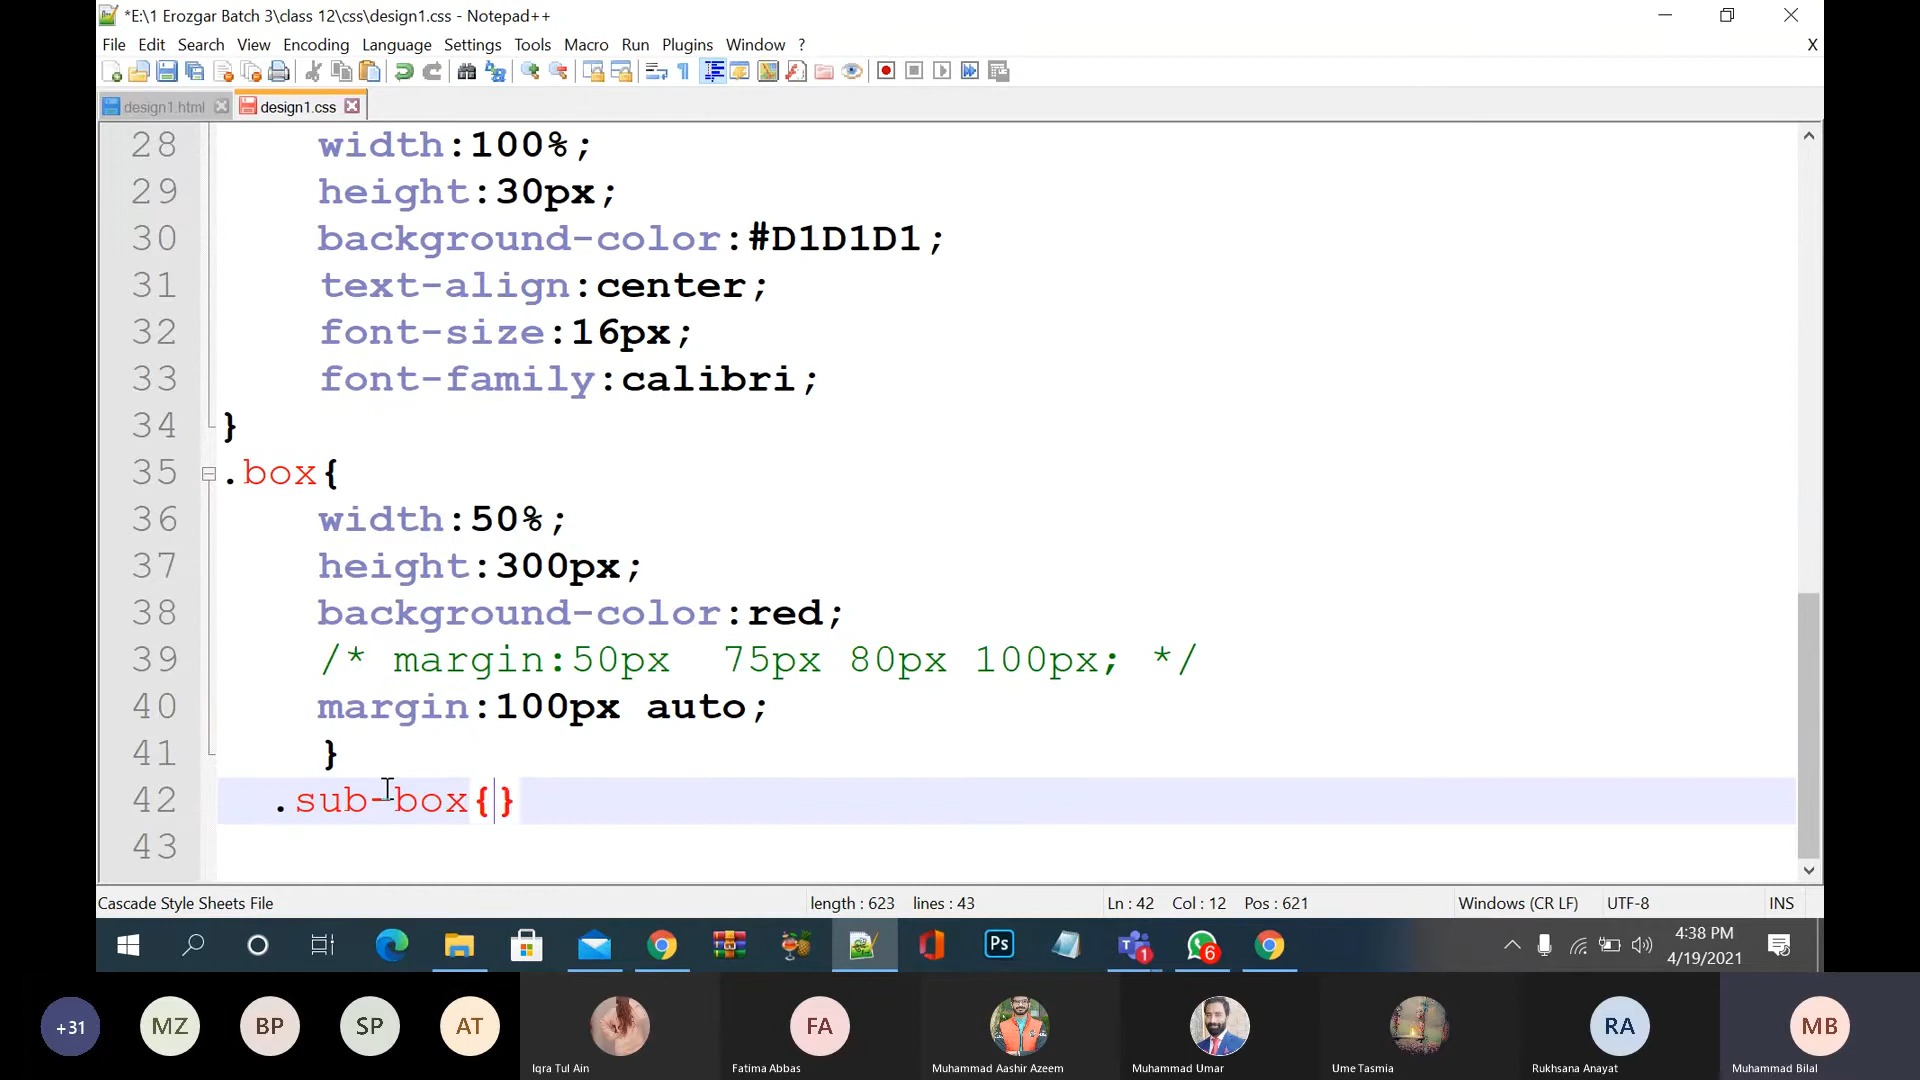 *E:\1 Erozgar Batch 3\class 12\css\design1.css - Notepad++
File Edit Search View Encoding Language Settings Tools Macro Run Plugins Window ? X
design1.html design1.css
28 width:100%;
29 height:30px;
30 background-color:#D1D1D1;
31 text-align:center;
32 font-size:16px;
33 font-family:calibri;
34 }
35 .box{
36 width:50%;
37 height:300px;
38 background-color:red;
39 /* margin:50px  75px 80px 100px; */
40 margin:100px auto;
41 }
42 .sub-box{}
43
Cascade Style Sheets File length : 623 lines : 43 Ln : 42 Col : 12 Pos : 621 Windows (CR LF) UTF-8 INS
Ps 1 6 4:38 PM
4/19/2021
+31 MZ BP SP AT FA RA MB
Iqra Tul Ain Fatima Abbas Muhammad Aashir Azeem Muhammad Umar Ume Tasmia Rukhsana Anayat Muhammad Bilal